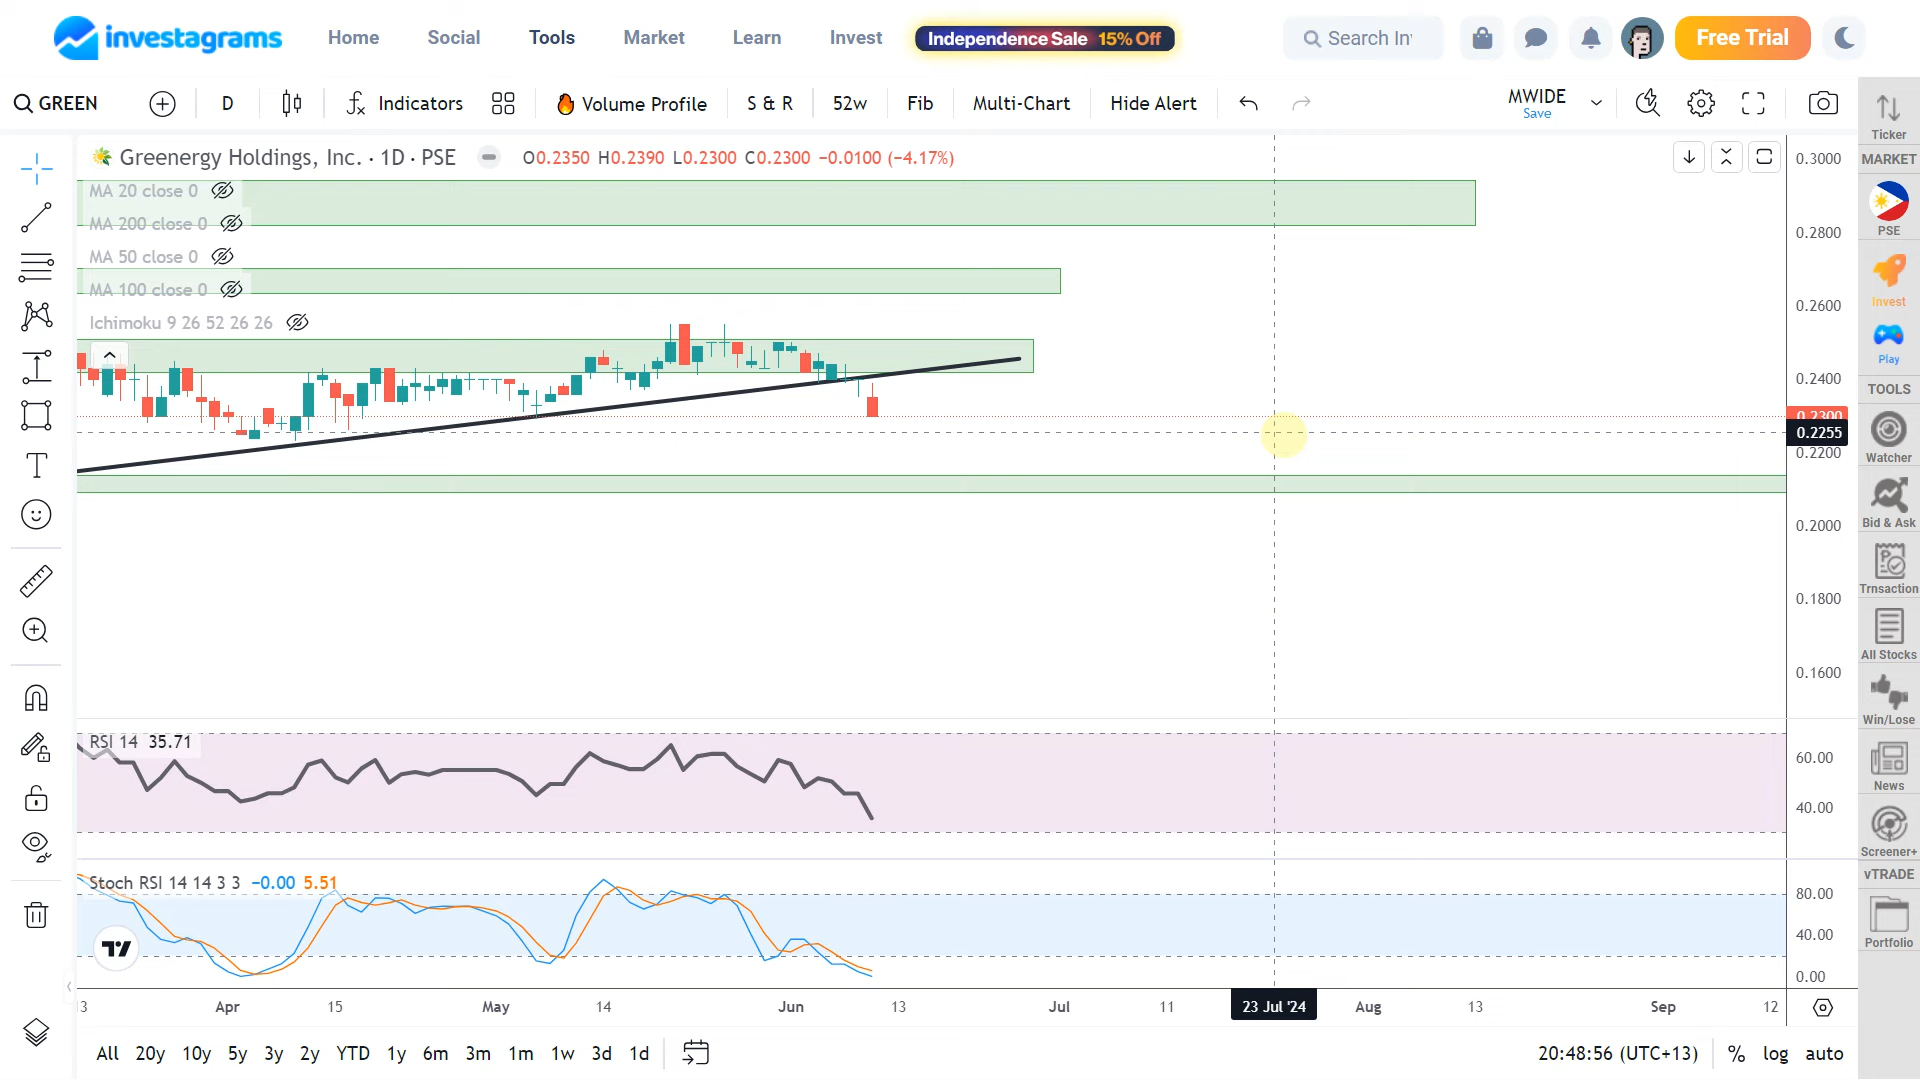 investagrams Home Social Tools Market Learn Invest Independence Sale 15% Off Search In Free Trial
GREEN D Indicators Volume Profile S & R 52w Fib Multi-Chart Hide Alert MWIDE
Save
Greenergy Holdings, Inc. · 1D · PSE O0.2350 H0.2390 L0.2300 C0.2300 −0.0100 (−4.17%)
MA 20 close 0
MA 200 close 0
MA 50 close 0
MA 100 close 0
Ichimoku 9 26 52 26 26
0.3000
0.2800
0.2600
0.2400
0.2300
0.2255
0.2200
0.2000
0.1800
0.1600
RSI 14 35.71
60.00
40.00
Stoch RSI 14 14 3 3 −0.00 5.51
80.00
40.00
0.00
3 Apr 15 May 14 Jun 13 Jul 11 23 Jul '24 Aug 13 Sep 12
All 20y 10y 5y 3y 2y YTD 1y 6m 3m 1m 1w 3d 1d 20:48:56 (UTC+13) % log auto
Ticker
MARKET
PSE
Invest
Play
TOOLS
Watcher
Bid & Ask
Trnsaction
All Stocks
Win/Lose
News
Screener+
vTRADE
Portfolio